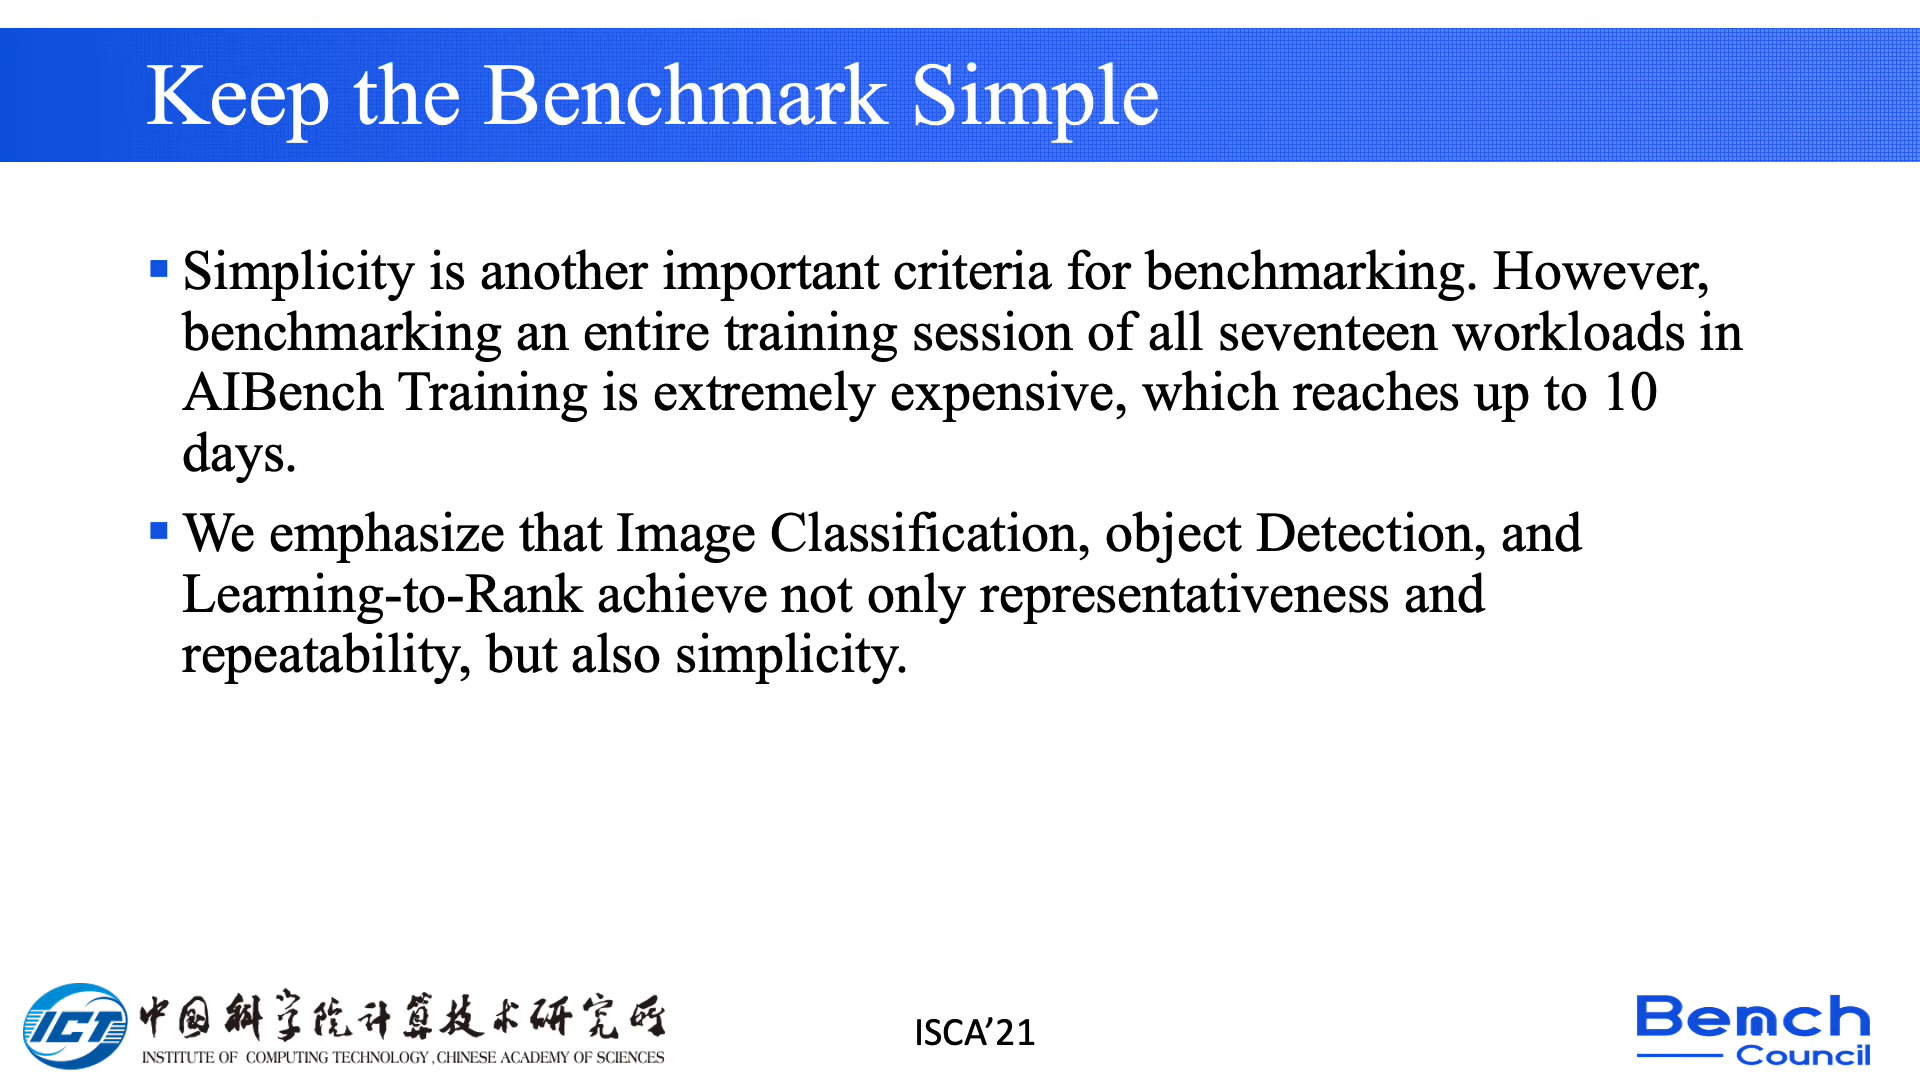 Keep the Benchmark Simple
Simplicity is another important criteria for benchmarking. However,
benchmarking an entire training session of all seventeen workloads in
AIBench Training is extremely expensive, which reaches up to 10
days.
We emphasize that Image Classification, object Detection, and
Learning-to-Rank achieve not only representativeness and
repeatability, but also simplicity.
ICT
中国科学院计算技术研究所
INSTITUTE OF COMPUTING TECHNOLOGY, CHINESE ACADEMY OF SCIENCES
ISCA’21
Bench
Council